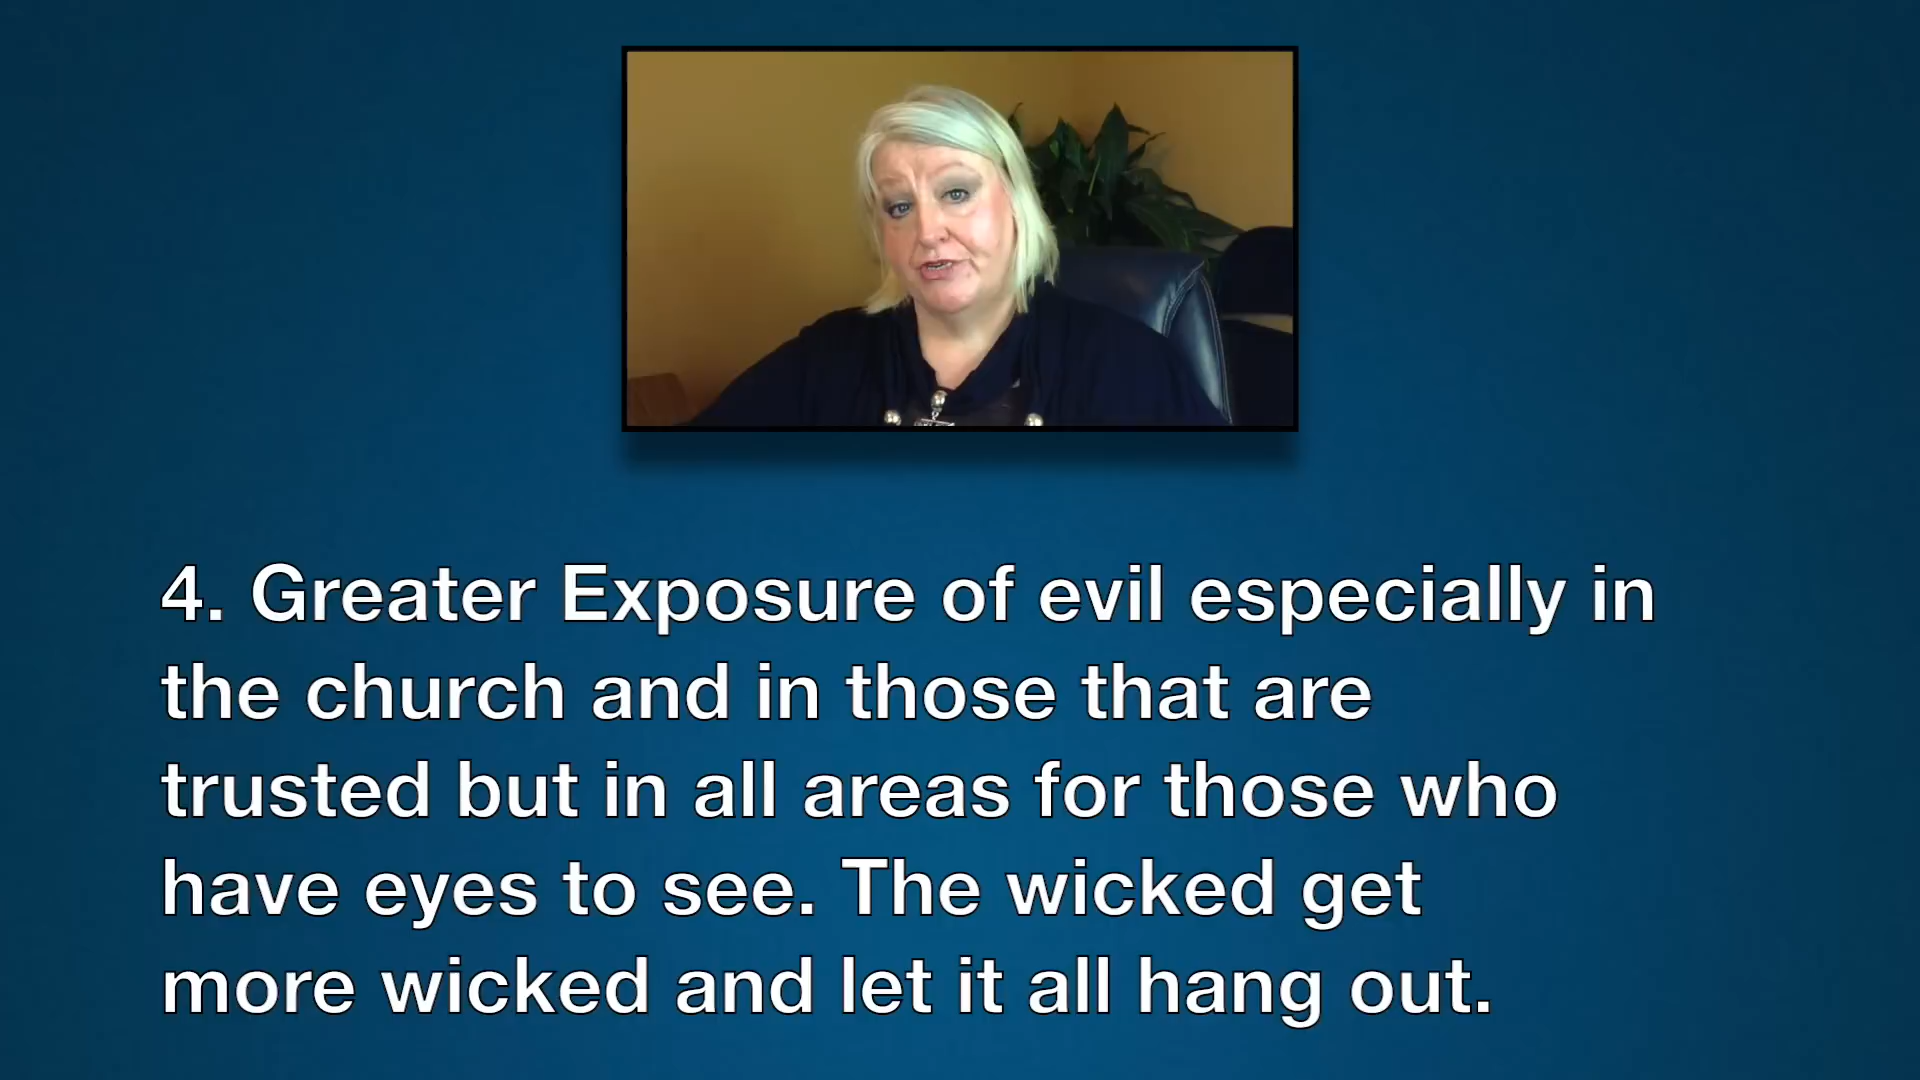 4. Greater Exposure of evil especially in
the church and in those that are
trusted but in all areas for those who
have eyes to see. The wicked get
more wicked and let it all hang out.